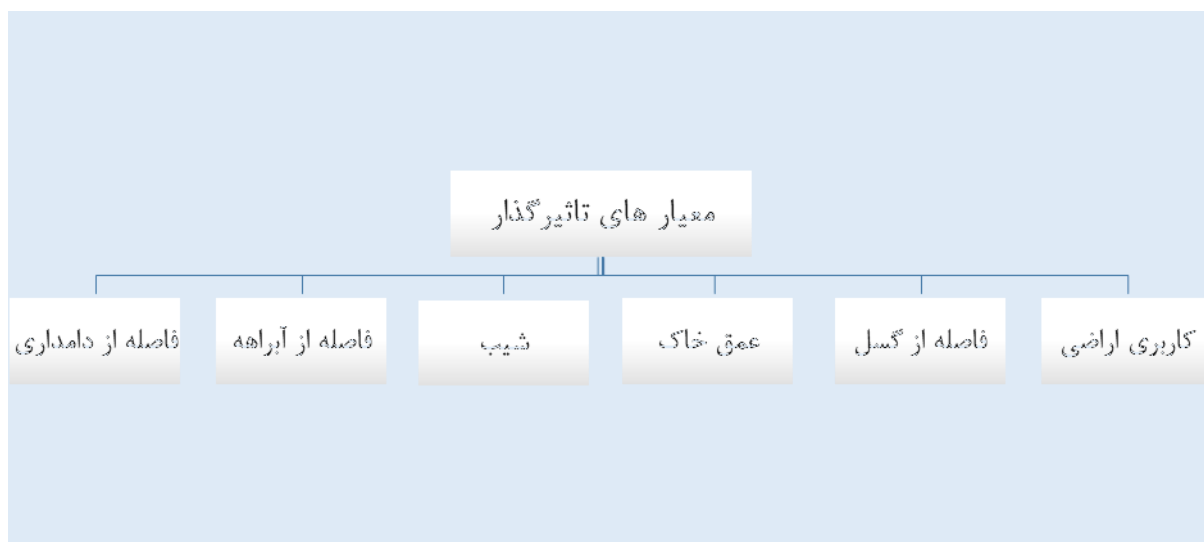 معیار های تاثیرگذار
کاربری اراضی
فاصله از گسل
عمق خاک
شیب
فاصله از آبراهه
فاصله از دامداری